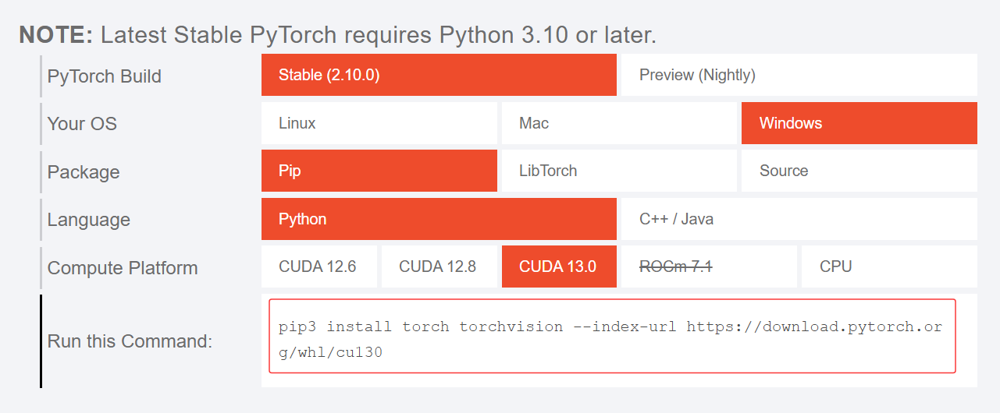 NOTE: Latest Stable PyTorch requires Python 3.10 or later.
PyTorch Build
Stable (2.10.0)
Preview (Nightly)
Your OS
Linux
Mac
Windows
Package
Pip
LibTorch
Source
Language
Python
C++ / Java
Compute Platform
CUDA 12.6
CUDA 12.8
CUDA 13.0
ROCm 7.1
CPU
Run this Command:
pip3 install torch torchvision --index-url https://download.pytorch.or
g/whl/cu130